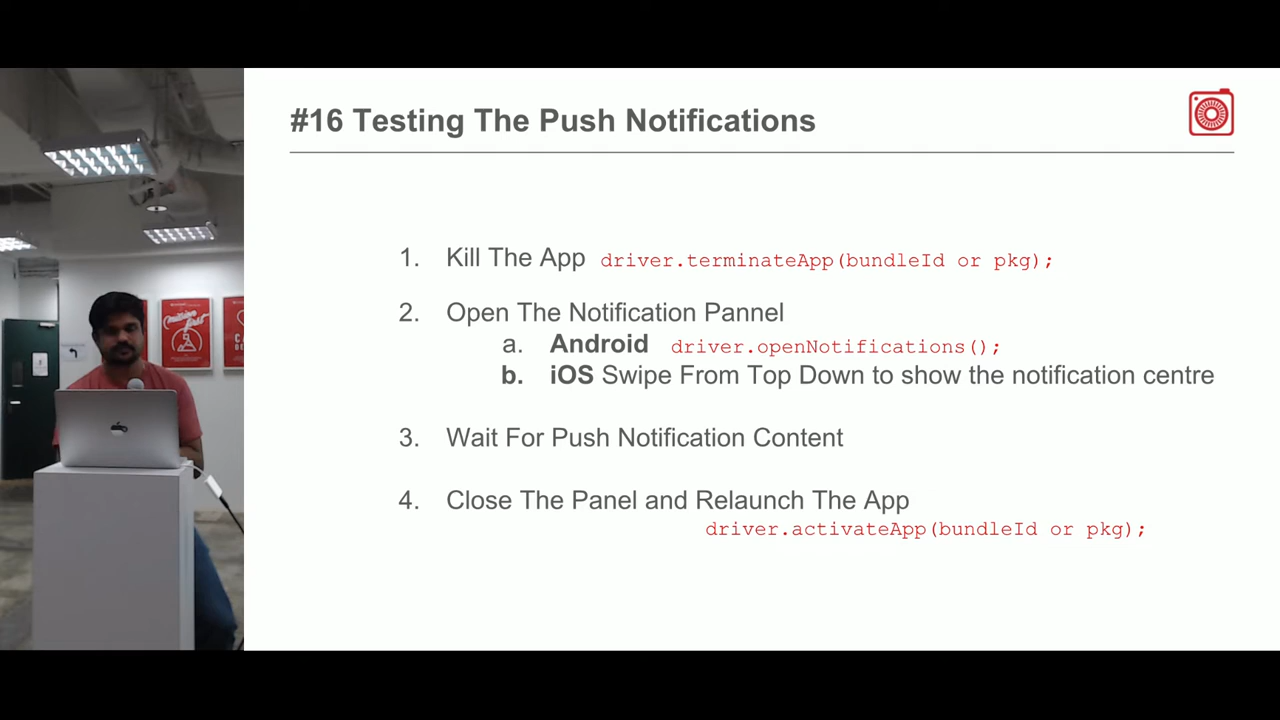 #16 Testing The Push Notifications
1. Kill The App driver.terminateApp(bundleId or pkg);
2. Open The Notification Pannel
a. Android driver.openNotifications();
b. iOS Swipe From Top Down to show the notification centre
3. Wait For Push Notification Content
4. Close The Panel and Relaunch The App
driver.activateApp(bundleId or pkg);
mission
first